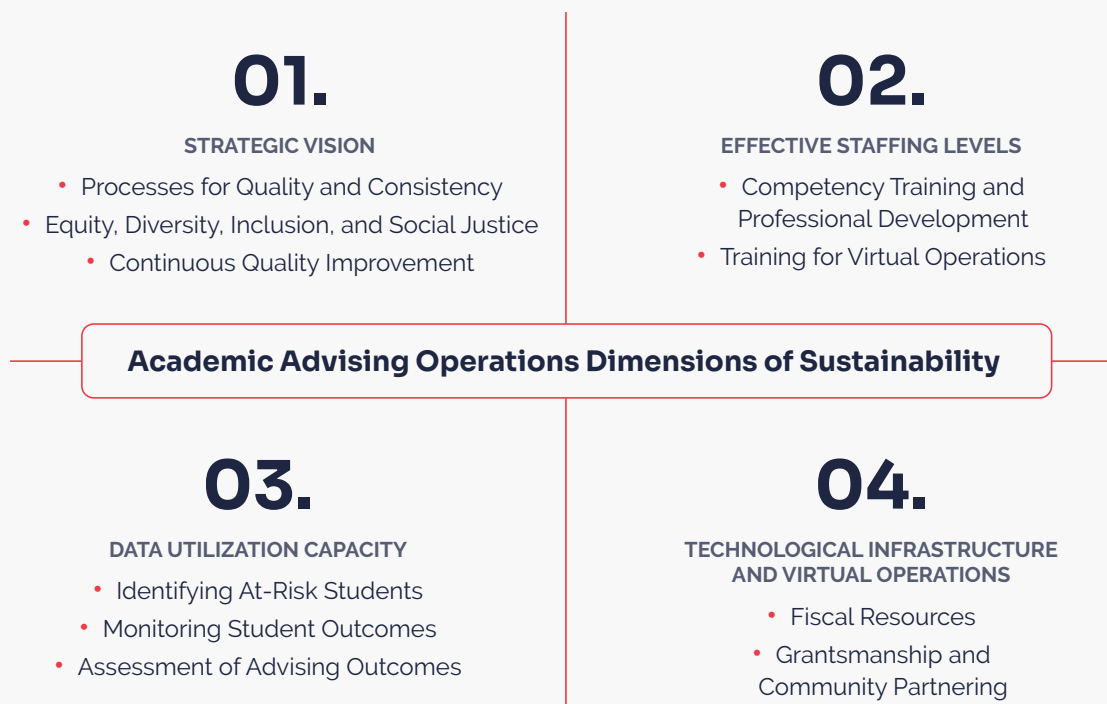 01.
STRATEGIC VISION
• Processes for Quality and Consistency
• Equity, Diversity, Inclusion, and Social Justice
• Continuous Quality Improvement
02.
EFFECTIVE STAFFING LEVELS
• Competency Training and
Professional Development
• Training for Virtual Operations
Academic Advising Operations Dimensions of Sustainability
03.
DATA UTILIZATION CAPACITY
• Identifying At-Risk Students
• Monitoring Student Outcomes
• Assessment of Advising Outcomes
04.
TECHNOLOGICAL INFRASTRUCTURE
AND VIRTUAL OPERATIONS
• Fiscal Resources
• Grantsmanship and
Community Partnering